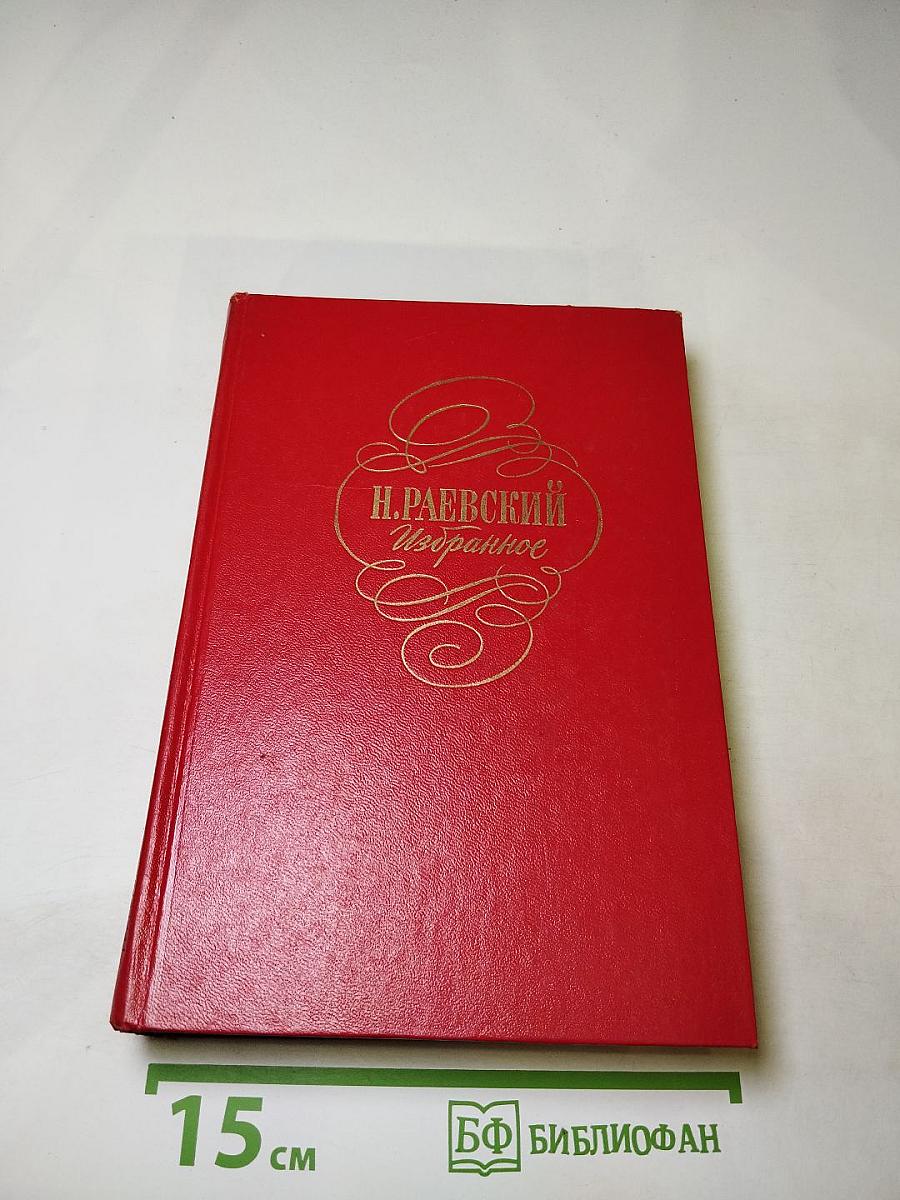 Н.РАЕВСКИЙ
Избранное
15 см
БФ БИБЛИОФАН